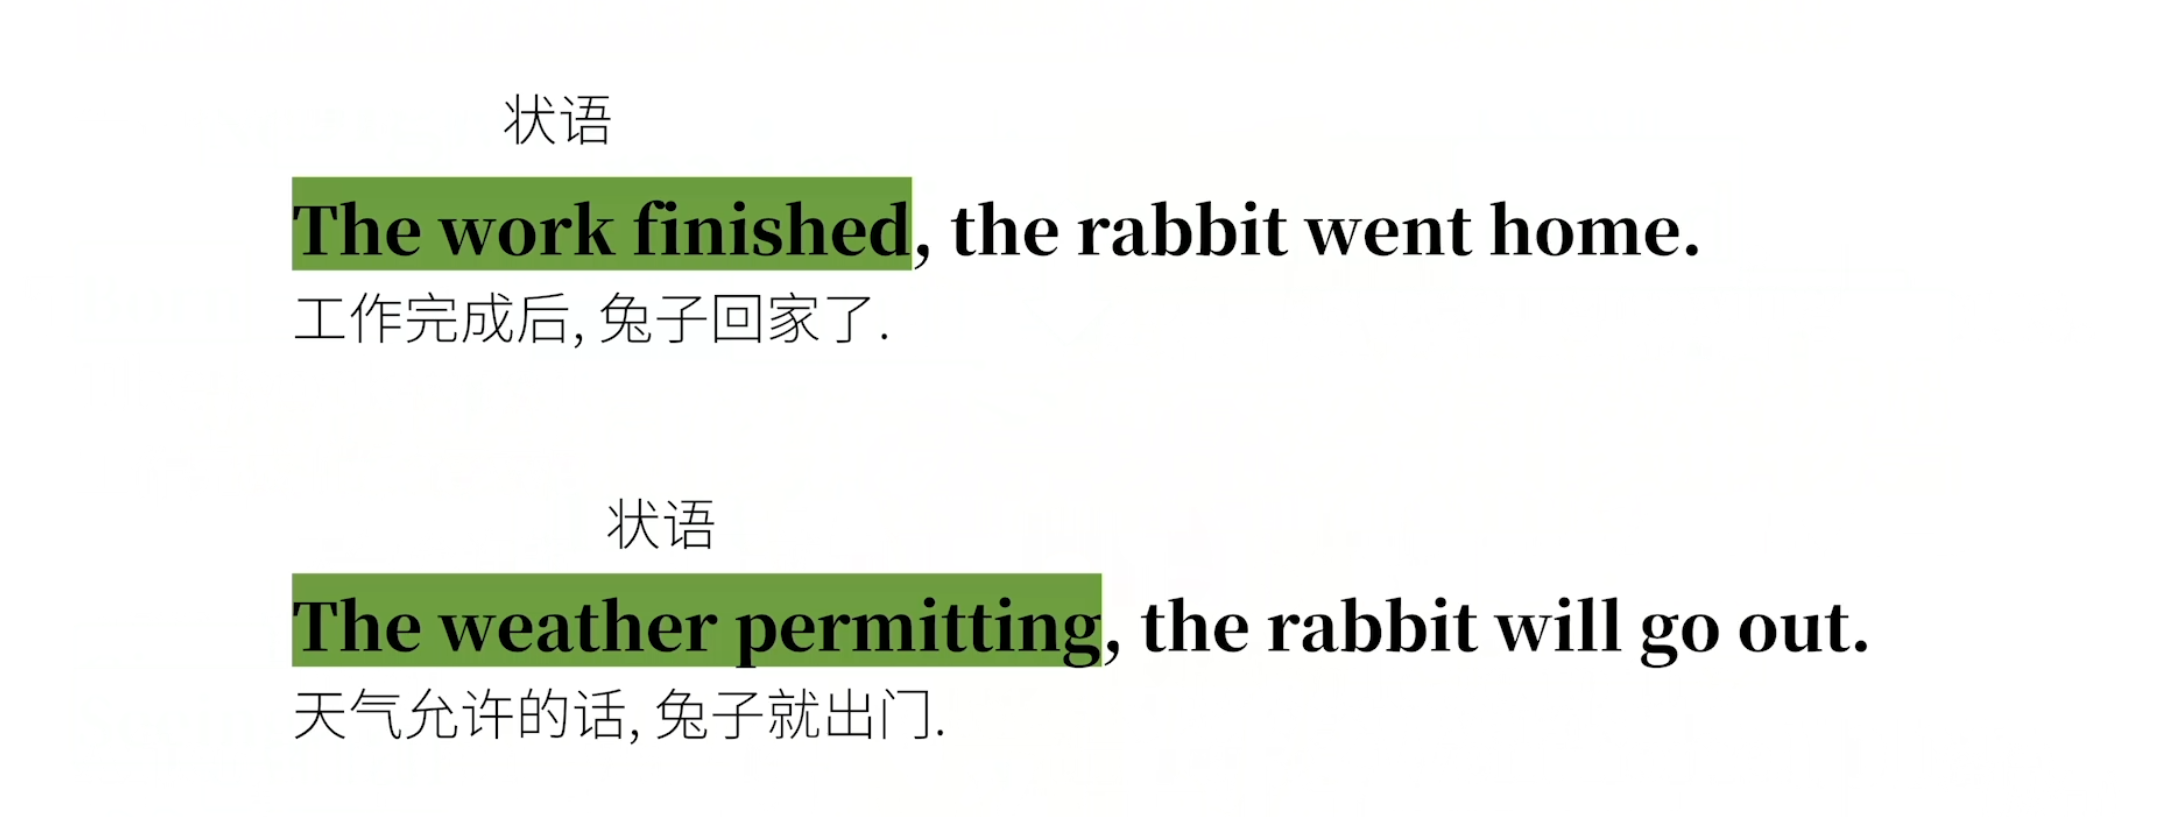 状语
The work finished, the rabbit went home.
工作完成后, 兔子回家了.
状语
The weather permitting, the rabbit will go out.
天气允许的话, 兔子就出门.